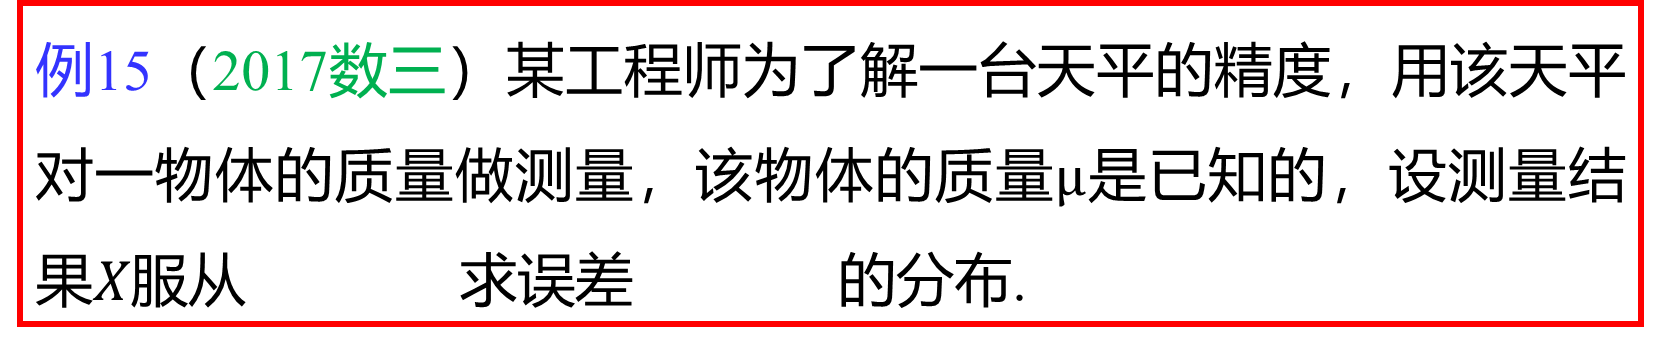 例15（2017数三）某工程师为了解一台天平的精度，用该天平
对一物体的质量做测量，该物体的质量μ是已知的，设测量结
果X服从 求误差 的分布.